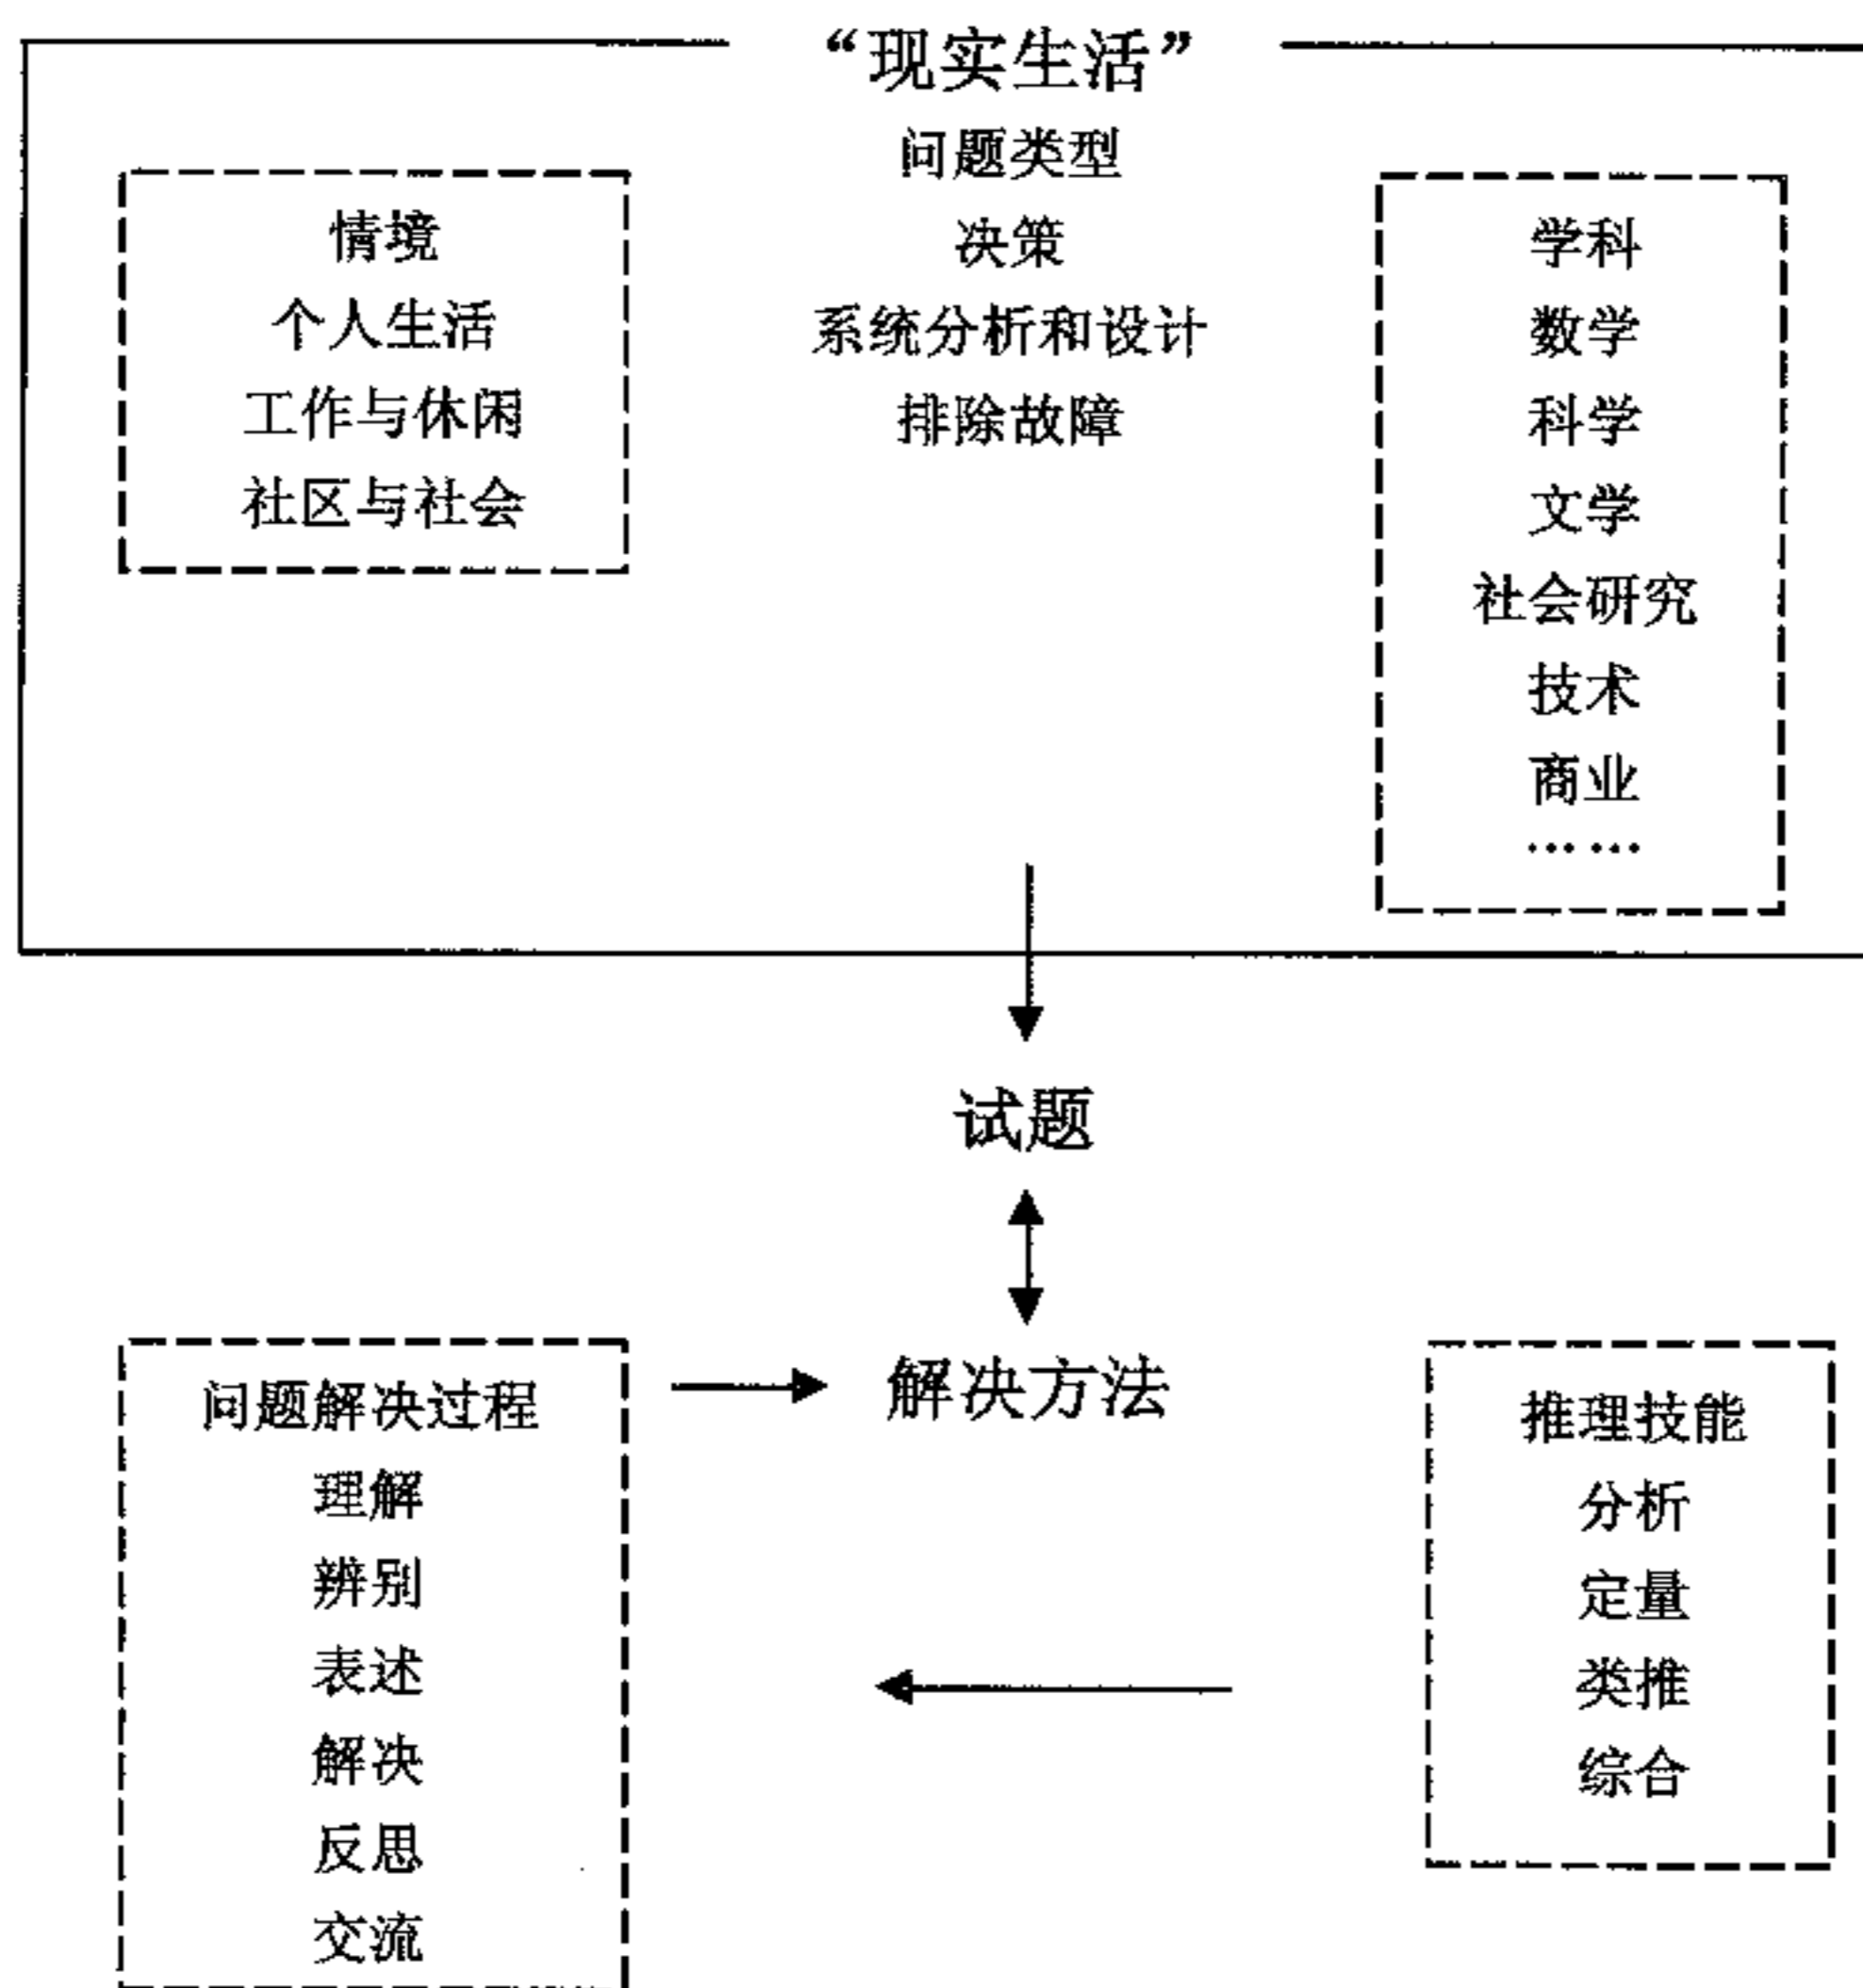 “现实生活”
问题类型
决策
系统分析和设计
排除故障
情境
个人生活
工作与休闲
社区与社会
学科
数学
科学
文学
社会研究
技术
商业
……
试题
解决方法
问题解决过程
理解
辨别
表述
解决
反思
交流
推理技能
分析
定量
类推
综合